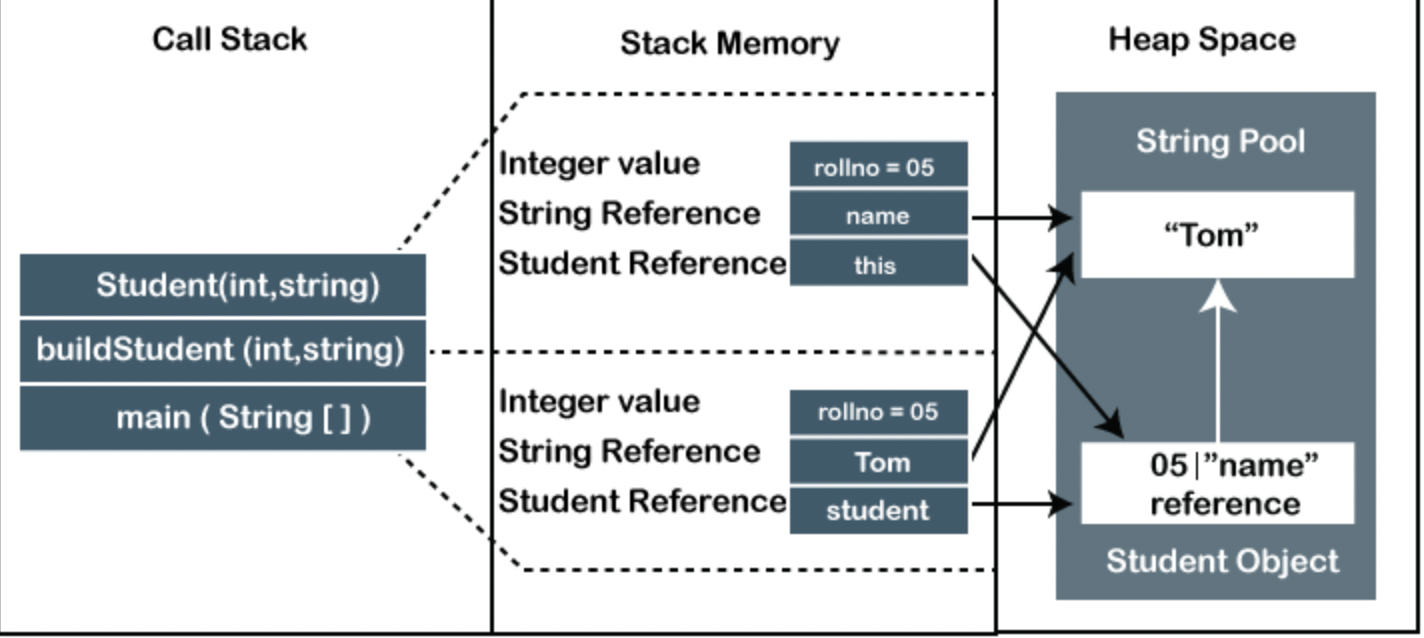 Call Stack
Stack Memory
Heap Space
Student(int,string)
buildStudent (int,string)
main ( String [ ] )
Integer value
rollno = 05
String Reference
name
Student Reference
this
Integer value
rollno = 05
String Reference
Tom
Student Reference
student
String Pool
“Tom”
05|”name”
reference
Student Object